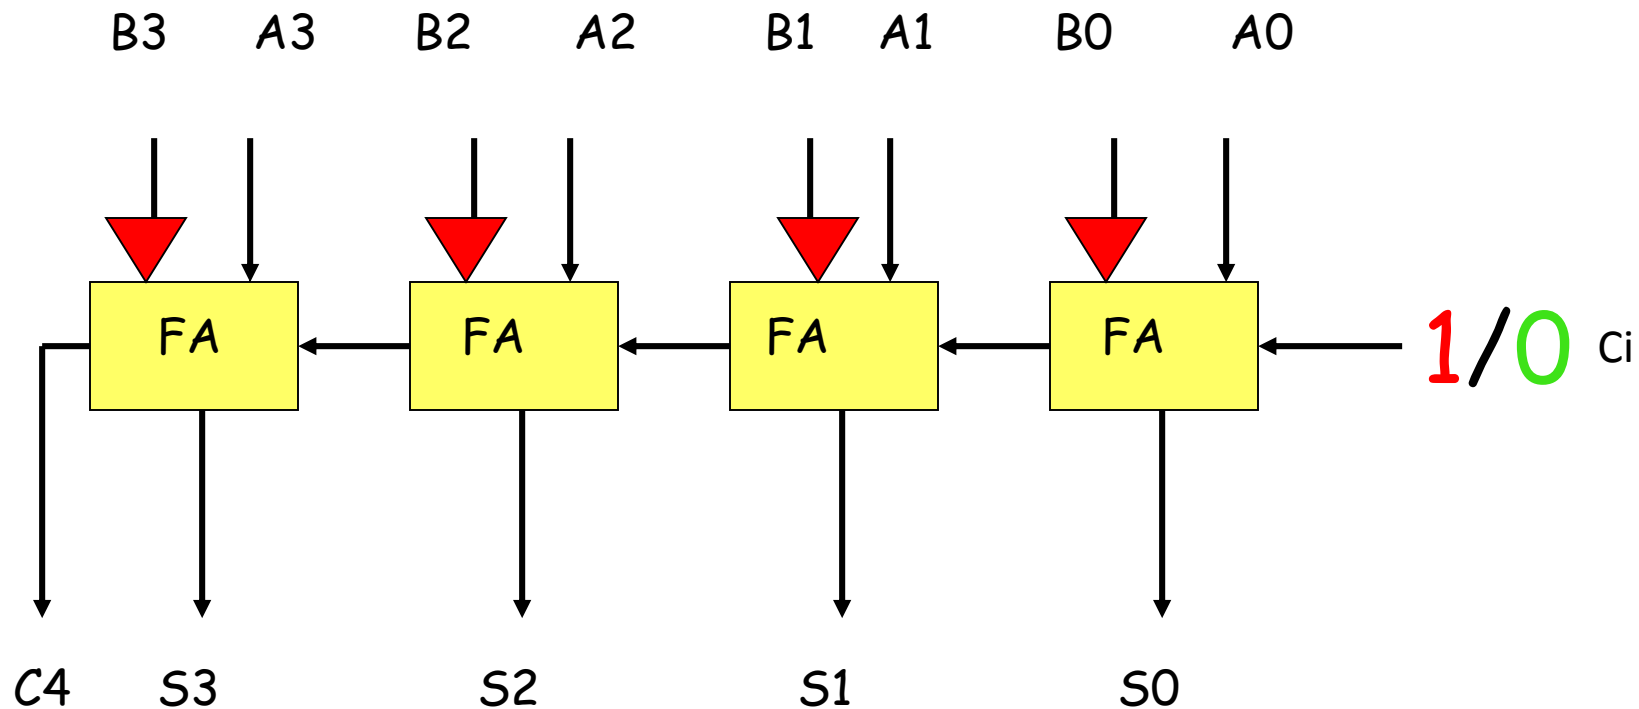 B3 A3 B2 A2 B1 A1 B0 A0
FA FA FA FA 1/0 Ci
C4 S3 S2 S1 S0